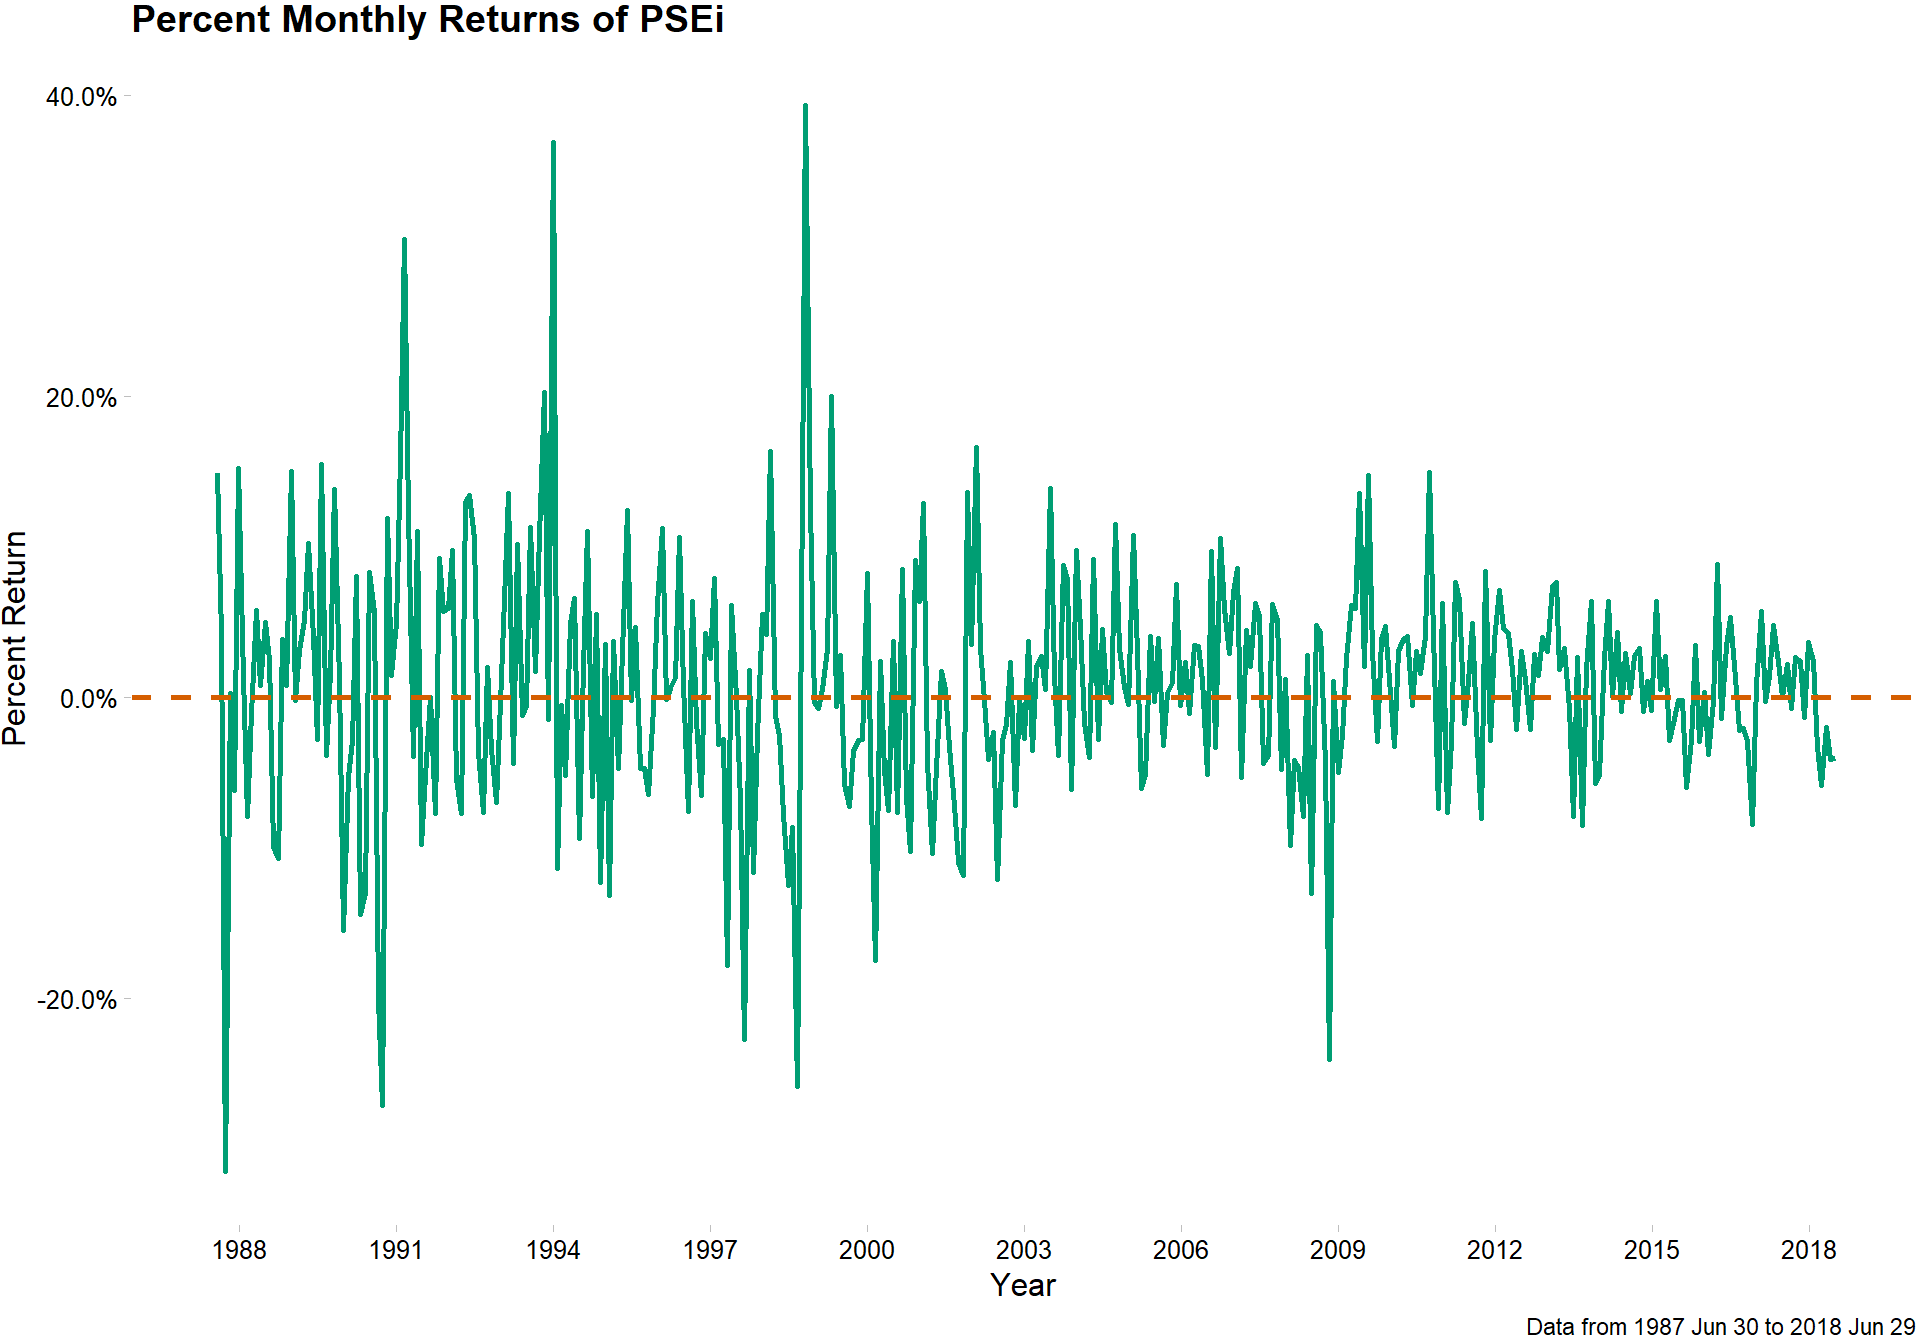 Percent Monthly Returns of PSEi
40.0%
20.0%
0.0%
-20.0%
Percent Return
1988 1991 1994 1997 2000 2003 2006 2009 2012 2015 2018
Year
Data from 1987 Jun 30 to 2018 Jun 29